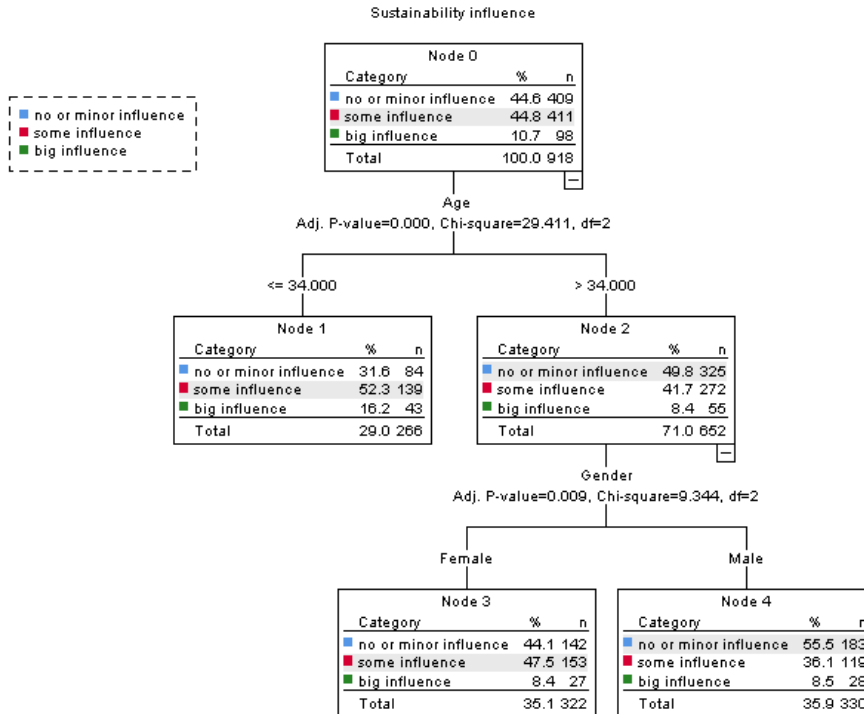 Sustainability influence
no or minor influence
some influence
big influence
Node 0
Category % n
no or minor influence 44.6 409
some influence 44.8 411
big influence 10.7 98
Total 100.0 918
Age
Adj. P-value=0.000, Chi-square=29.411, df=2
<= 34.000
> 34.000
Node 1
Category % n
no or minor influence 31.6 84
some influence 52.3 139
big influence 16.2 43
Total 29.0 266
Node 2
Category % n
no or minor influence 49.8 325
some influence 41.7 272
big influence 8.4 55
Total 71.0 652
Gender
Adj. P-value=0.009, Chi-square=9.344, df=2
Female
Male
Node 3
Category % n
no or minor influence 44.1 142
some influence 47.5 153
big influence 8.4 27
Total 35.1 322
Node 4
Category % n
no or minor influence 55.5 183
some influence 36.1 119
big influence 8.5 28
Total 35.9 330